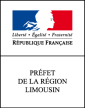 Liberté • Égalité • Fraternité
RÉPUBLIQUE FRANÇAISE
PRÉFET
DE LA RÉGION
LIMOUSIN